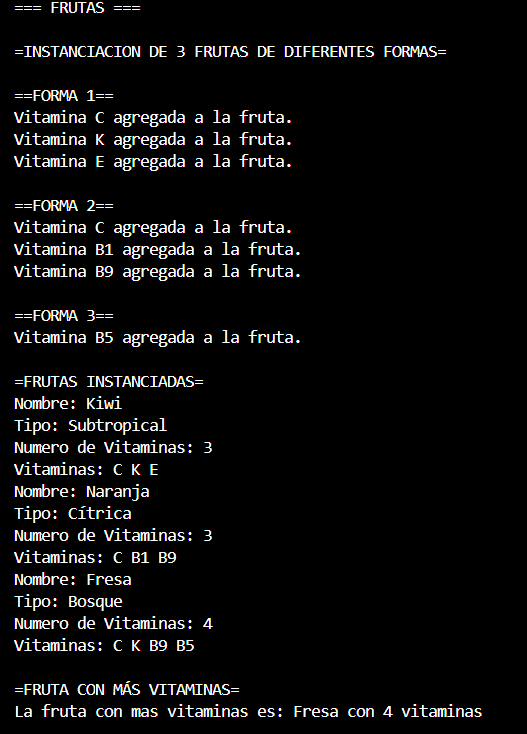 === FRUTAS ===
=INSTANCIACION DE 3 FRUTAS DE DIFERENTES FORMAS=
==FORMA 1==
Vitamina C agregada a la fruta.
Vitamina K agregada a la fruta.
Vitamina E agregada a la fruta.
==FORMA 2==
Vitamina C agregada a la fruta.
Vitamina B1 agregada a la fruta.
Vitamina B9 agregada a la fruta.
==FORMA 3==
Vitamina B5 agregada a la fruta.
=FRUTAS INSTANCIADAS=
Nombre: Kiwi
Tipo: Subtropical
Numero de Vitaminas: 3
Vitaminas: C K E
Nombre: Naranja
Tipo: Cítrica
Numero de Vitaminas: 3
Vitaminas: C B1 B9
Nombre: Fresa
Tipo: Bosque
Numero de Vitaminas: 4
Vitaminas: C K B9 B5
=FRUTA CON MÁS VITAMINAS=
La fruta con mas vitaminas es: Fresa con 4 vitaminas